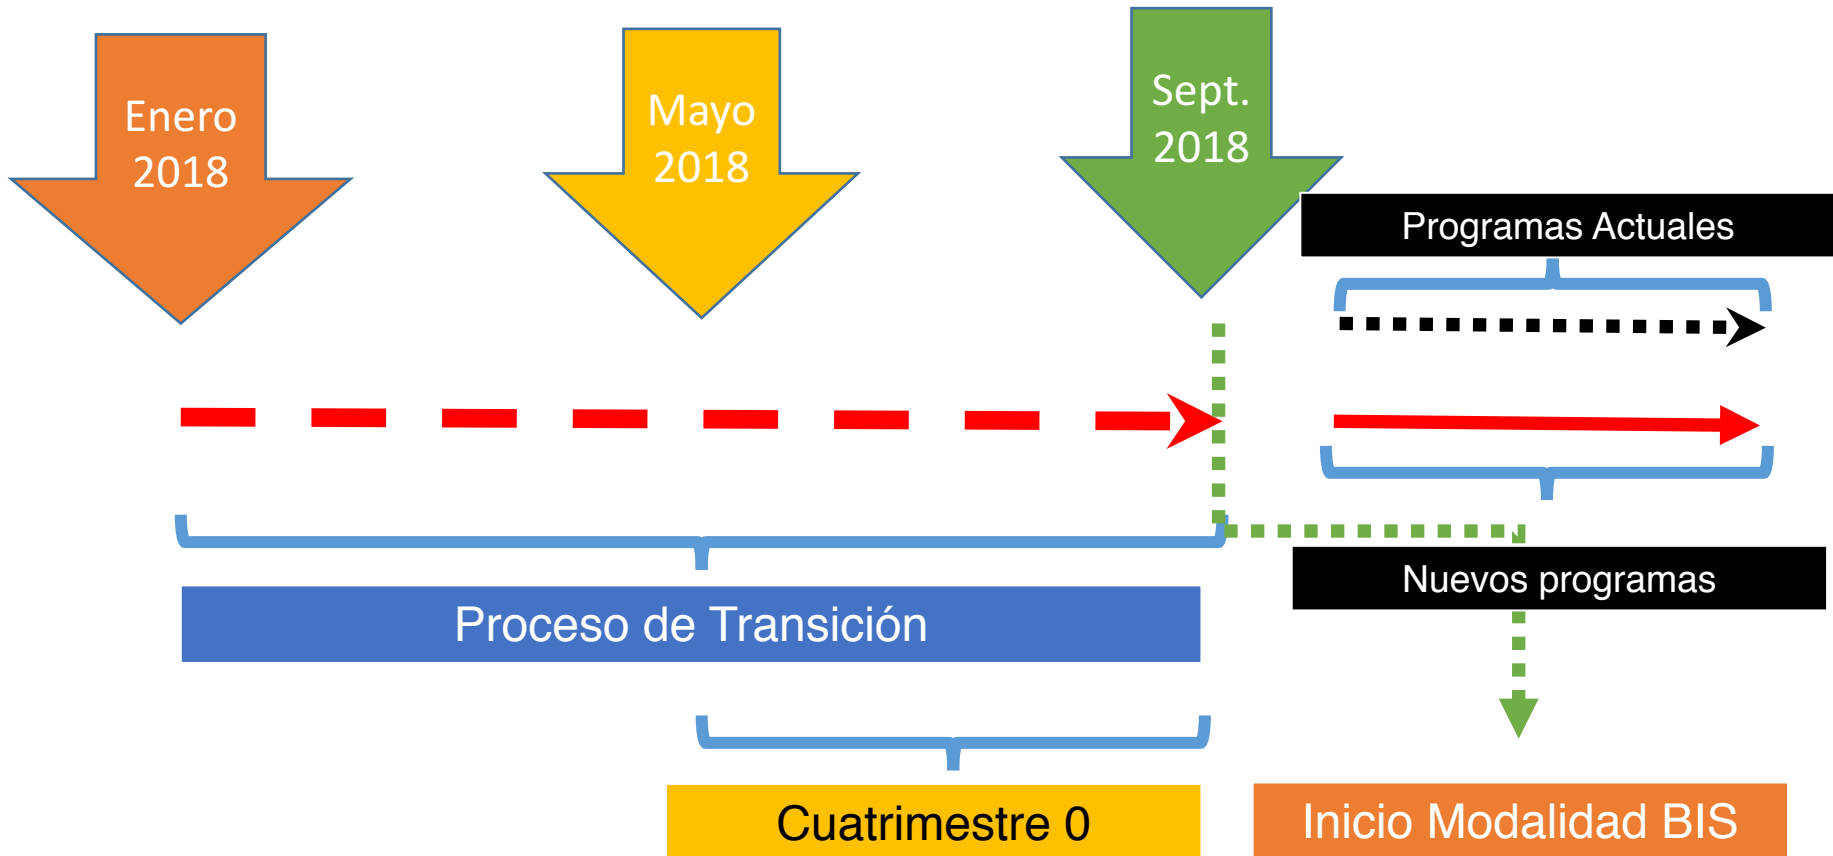 Enero
2018
Mayo
2018
Sept.
2018
Programas Actuales
Nuevos programas
Proceso de Transición
Cuatrimestre 0
Inicio Modalidad BIS